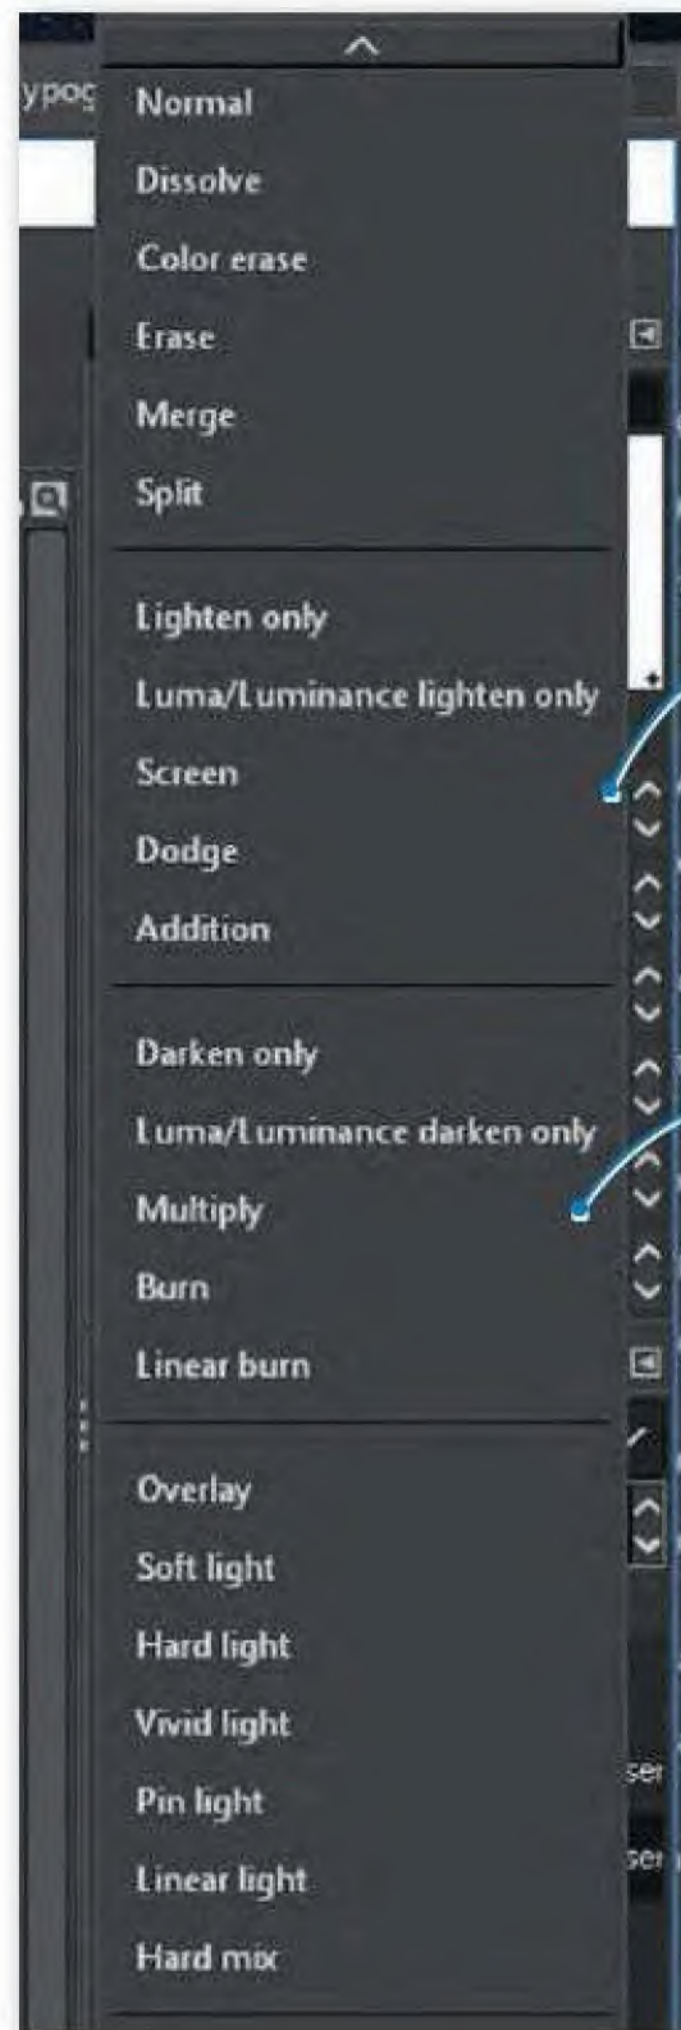 ypog
Normal
Dissolve
Color erase
Erase
Merge
Split
Lighten only
Luma/Luminance lighten only
Screen
Dodge
Addition
Darken only
Luma/Luminance darken only
Multiply
Burn
Linear burn
Overlay
Soft light
Hard light
Vivid light
Pin light
Linear light
Hard mix
ser
ser